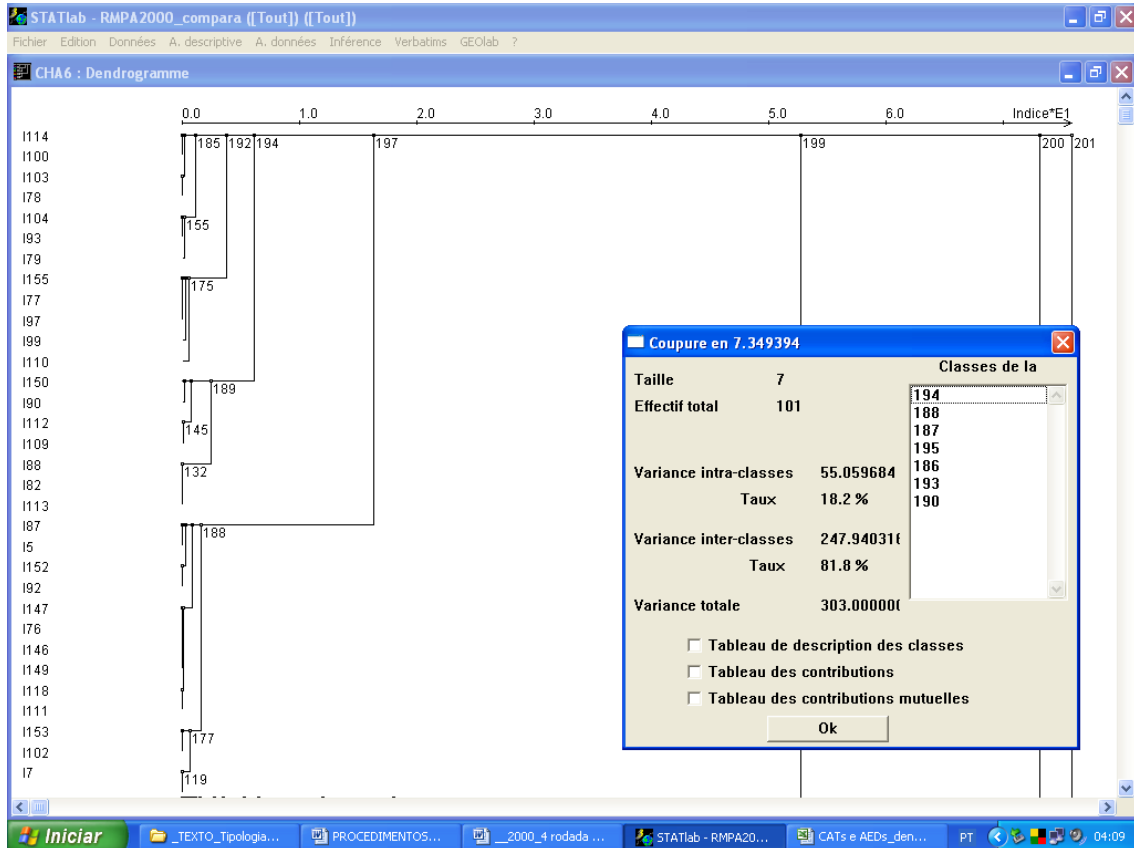 STATlab - RMPA2000_compara ([Tout]) ([Tout])
Fichier Edition Données A. descriptive A. données Inférence Verbatims GEOlab ?
CHA6 : Dendrogramme
0.0 1.0 2.0 3.0 4.0 5.0 6.0 Indice*E1
I114
185 192 194 197 199 200 201
I100
I103
I78
I104
155
I93
I79
I155
175
I77
I97
I99
I110
I150
189
I90
I112
145
I109
I88
132
I82
I113
I87
188
I5
I152
I92
I147
I76
I146
I149
I118
I111
I153
177
I102
I7
119
Coupure en 7.349394
Taille 7
Effectif total 101
Variance intra-classes 55.059684
Taux 18.2 %
Variance inter-classes 247.940316
Taux 81.8 %
Variance totale 303.000000
Classes de la
194
188
187
195
186
193
190
Tableau de description des classes
Tableau des contributions
Tableau des contributions mutuelles
Ok
Iniciar _TEXTO_Tipologia... PROCEDIMENTOS... __2000_4 rodada ... STATlab - RMPA20... CATs e AEDs_den... PT 04:09